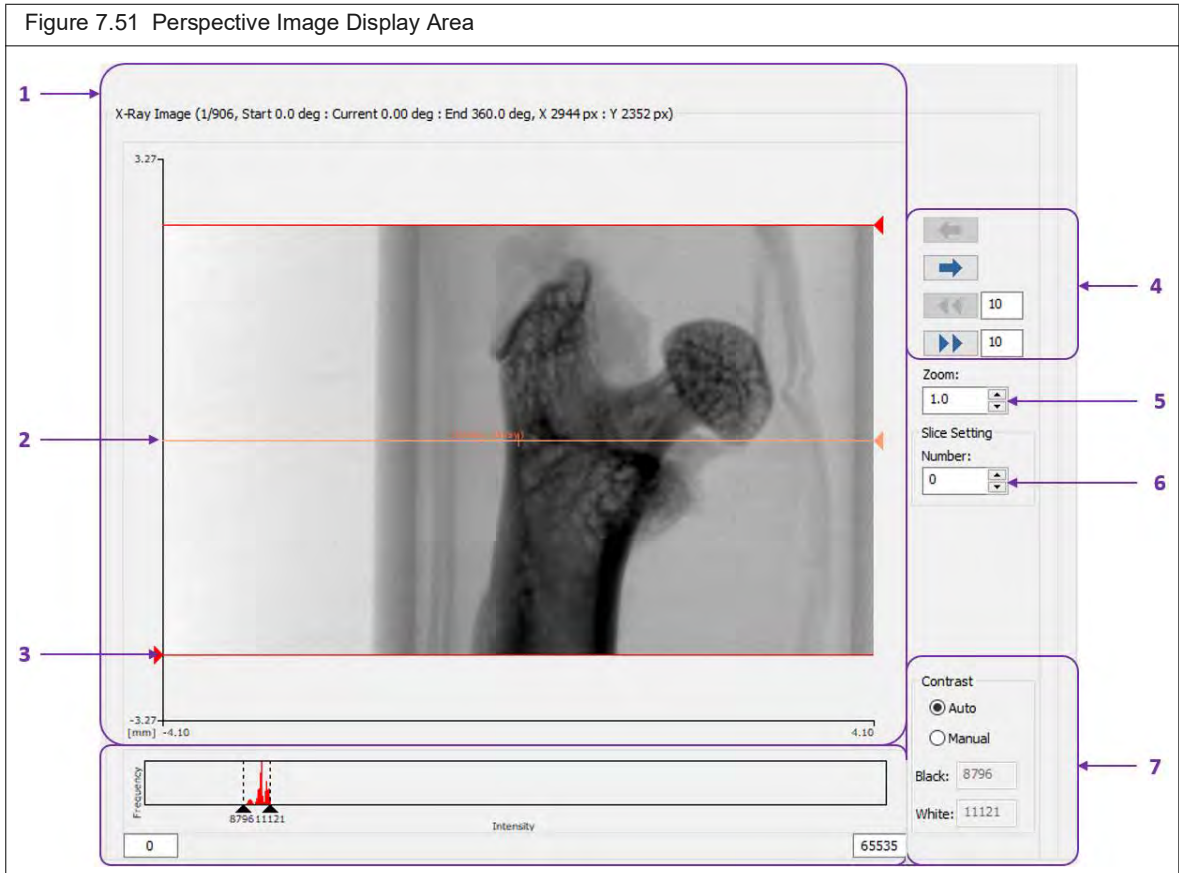 Figure 7.51 Perspective Image Display Area
1
X-Ray Image (1/906, Start 0.0 deg : Current 0.00 deg : End 360.0 deg, X 2944 px : Y 2352 px)
3.27
4
10
10
Zoom:
1.0
5
2
Slice Setting
Number:
0
6
3
-3.27
[mm] -4.10
4.10
Contrast
Auto
Manual
Black: 8796
White: 11121
7
Frequency
8796 11121
Intensity
0
65535